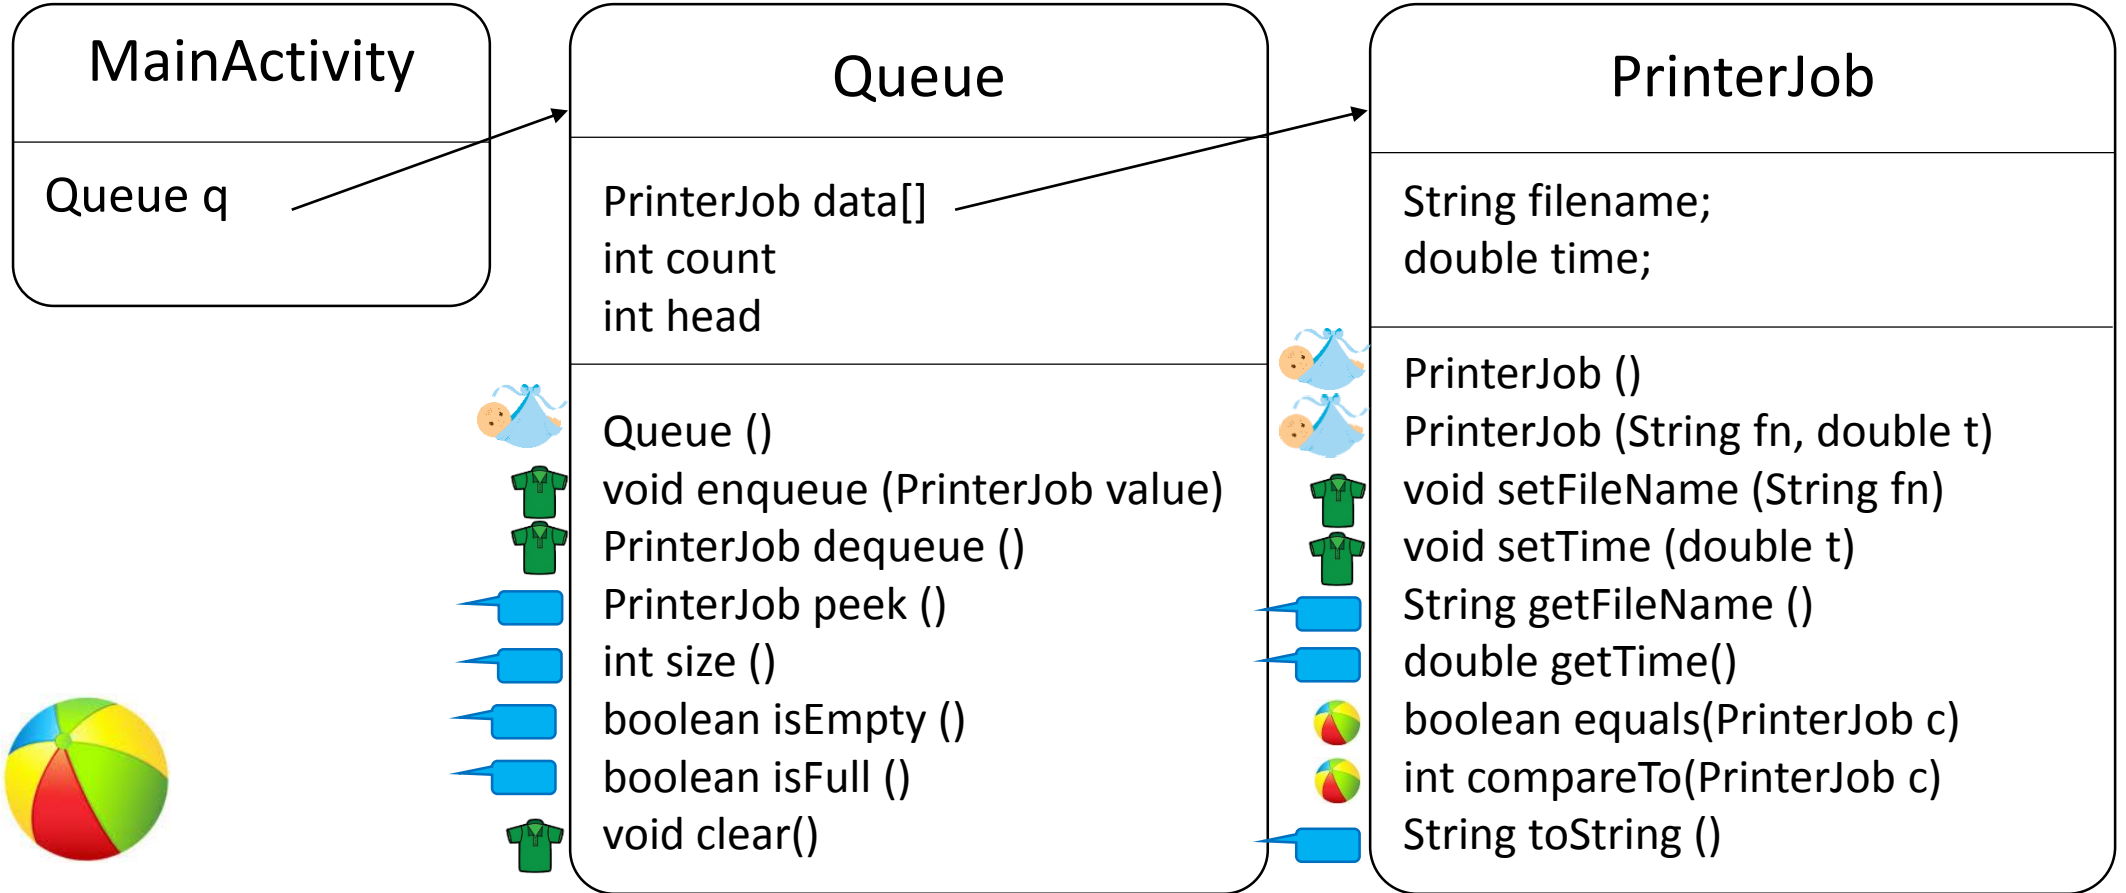 MainActivity
Queue q
Queue
PrinterJob data[]
int count
int head
Queue ()
void enqueue (PrinterJob value)
PrinterJob dequeue ()
PrinterJob peek ()
int size ()
boolean isEmpty ()
boolean isFull ()
void clear()
PrinterJob
String filename;
double time;
PrinterJob ()
PrinterJob (String fn, double t)
void setFileName (String fn)
void setTime (double t)
String getFileName ()
double getTime()
boolean equals(PrinterJob c)
int compareTo(PrinterJob c)
String toString ()